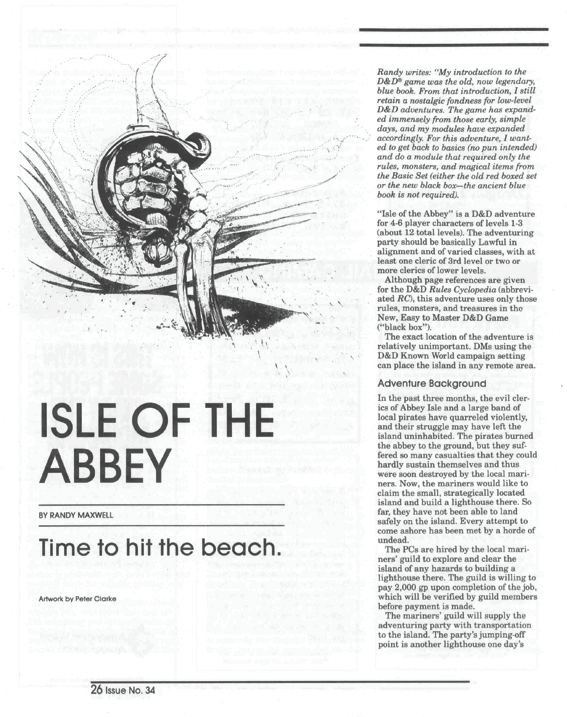 ISLE OF THE
ABBEY
BY RANDY MAXWELL
Time to hit the beach.
Artwork by Peter Clarke
Randy writes: "My introduction to the
D&D® game was the old, now legendary,
blue book. From that introduction, I still
retain a nostalgic fondness for low-level
D&D adventures. The game has expand-
ed immensely from those early, simple
days, and my modules have expanded
accordingly. For this adventure, I want-
ed to get back to basics (no pun intended)
and do a module that required only the
rules, monsters, and magical items from
the Basic Set (either the old red boxed set
or the new black box—the ancient blue
book is not required).
"Isle of the Abbey" is a D&D adventure
for 4-6 player characters of levels 1-3
(about 12 total levels). The adventuring
party should be basically Lawful in
alignment and of varied classes, with at
least one cleric of 3rd level or two or
more clerics of lower levels.
Although page references are given
for the D&D Rules Cyclopedia (abbrevi-
ated RC), this adventure uses only those
rules, monsters, and treasures in the
New, Easy to Master D&D Game
("black box").
The exact location of the adventure is
relatively unimportant. DMs using the
D&D Known World campaign setting
can place the island in any remote area.
Adventure Background
In the past three months, the evil cler-
ics of Abbey Isle and a large band of
local pirates have quarreled violently,
and their struggle may have left the
island uninhabited. The pirates burned
the abbey to the ground, but they suf-
fered so many casualties that they could
hardly sustain themselves and thus
were soon destroyed by the local mari-
ners. Now, the mariners would like to
claim the small, strategically located
island and build a lighthouse there. So
far, they have not been able to land
safely on the island. Every attempt to
come ashore has been met by a horde of
undead.
The PCs are hired by the local mari-
ners' guild to explore and clear the
island of any hazards to building a
lighthouse there. The guild is willing to
pay 2,000 gp upon completion of the job,
which will be verified by guild members
before payment is made.
The mariners' guild will supply the
adventuring party with transportation
to the island. The party's jumping-off
point is another lighthouse one day's
26 Issue No. 34